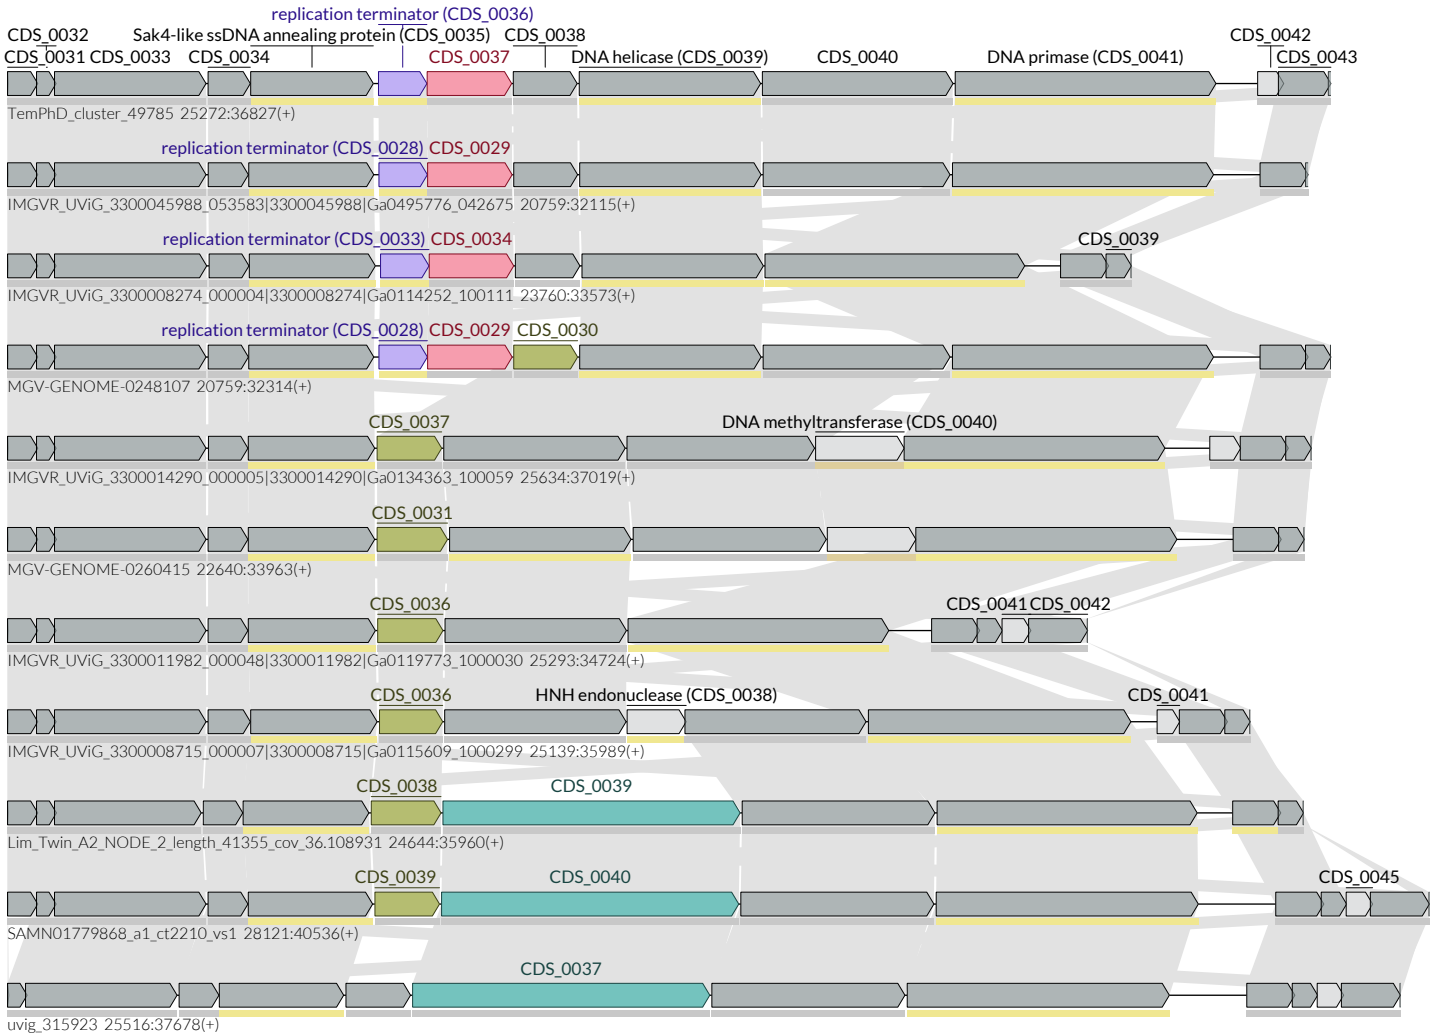 replication terminator (CDS_0036)
CDS_0032 Sak4-like ssDNA annealing protein (CDS_0035) CDS_0038 CDS_0042
CDS_0031 CDS_0033 CDS_0034 CDS_0037 DNA helicase (CDS_0039) CDS_0040 DNA primase (CDS_0041) CDS_0043
TemPhD_cluster_49785 25272:36827(+)
replication terminator (CDS_0028) CDS_0029
IMGVR_UViG_3300045988_053583|3300045988|Ga0495776_042675 20759:32115(+)
replication terminator (CDS_0033) CDS_0034 CDS_0039
IMGVR_UViG_3300008274_000004|3300008274|Ga0114252_100111 23760:33573(+)
replication terminator (CDS_0028) CDS_0029 CDS_0030
MGV-GENOME-0248107 20759:32314(+)
CDS_0037 DNA methyltransferase (CDS_0040)
IMGVR_UViG_3300014290_000005|3300014290|Ga0134363_100059 25634:37019(+)
CDS_0031
MGV-GENOME-0260415 22640:33963(+)
CDS_0036 CDS_0041 CDS_0042
IMGVR_UViG_3300011982_000048|3300011982|Ga0119773_1000030 25293:34724(+)
CDS_0036 HNH endonuclease (CDS_0038) CDS_0041
IMGVR_UViG_3300008715_000007|3300008715|Ga0115609_1000299 25139:35989(+)
CDS_0038 CDS_0039
Lim_Twin_A2_NODE_2_length_41355_cov_36.108931 24644:35960(+)
CDS_0039 CDS_0040 CDS_0045
SAMN01779868_a1_ct2210_vs1 28121:40536(+)
CDS_0037
uvig_315923 25516:37678(+)